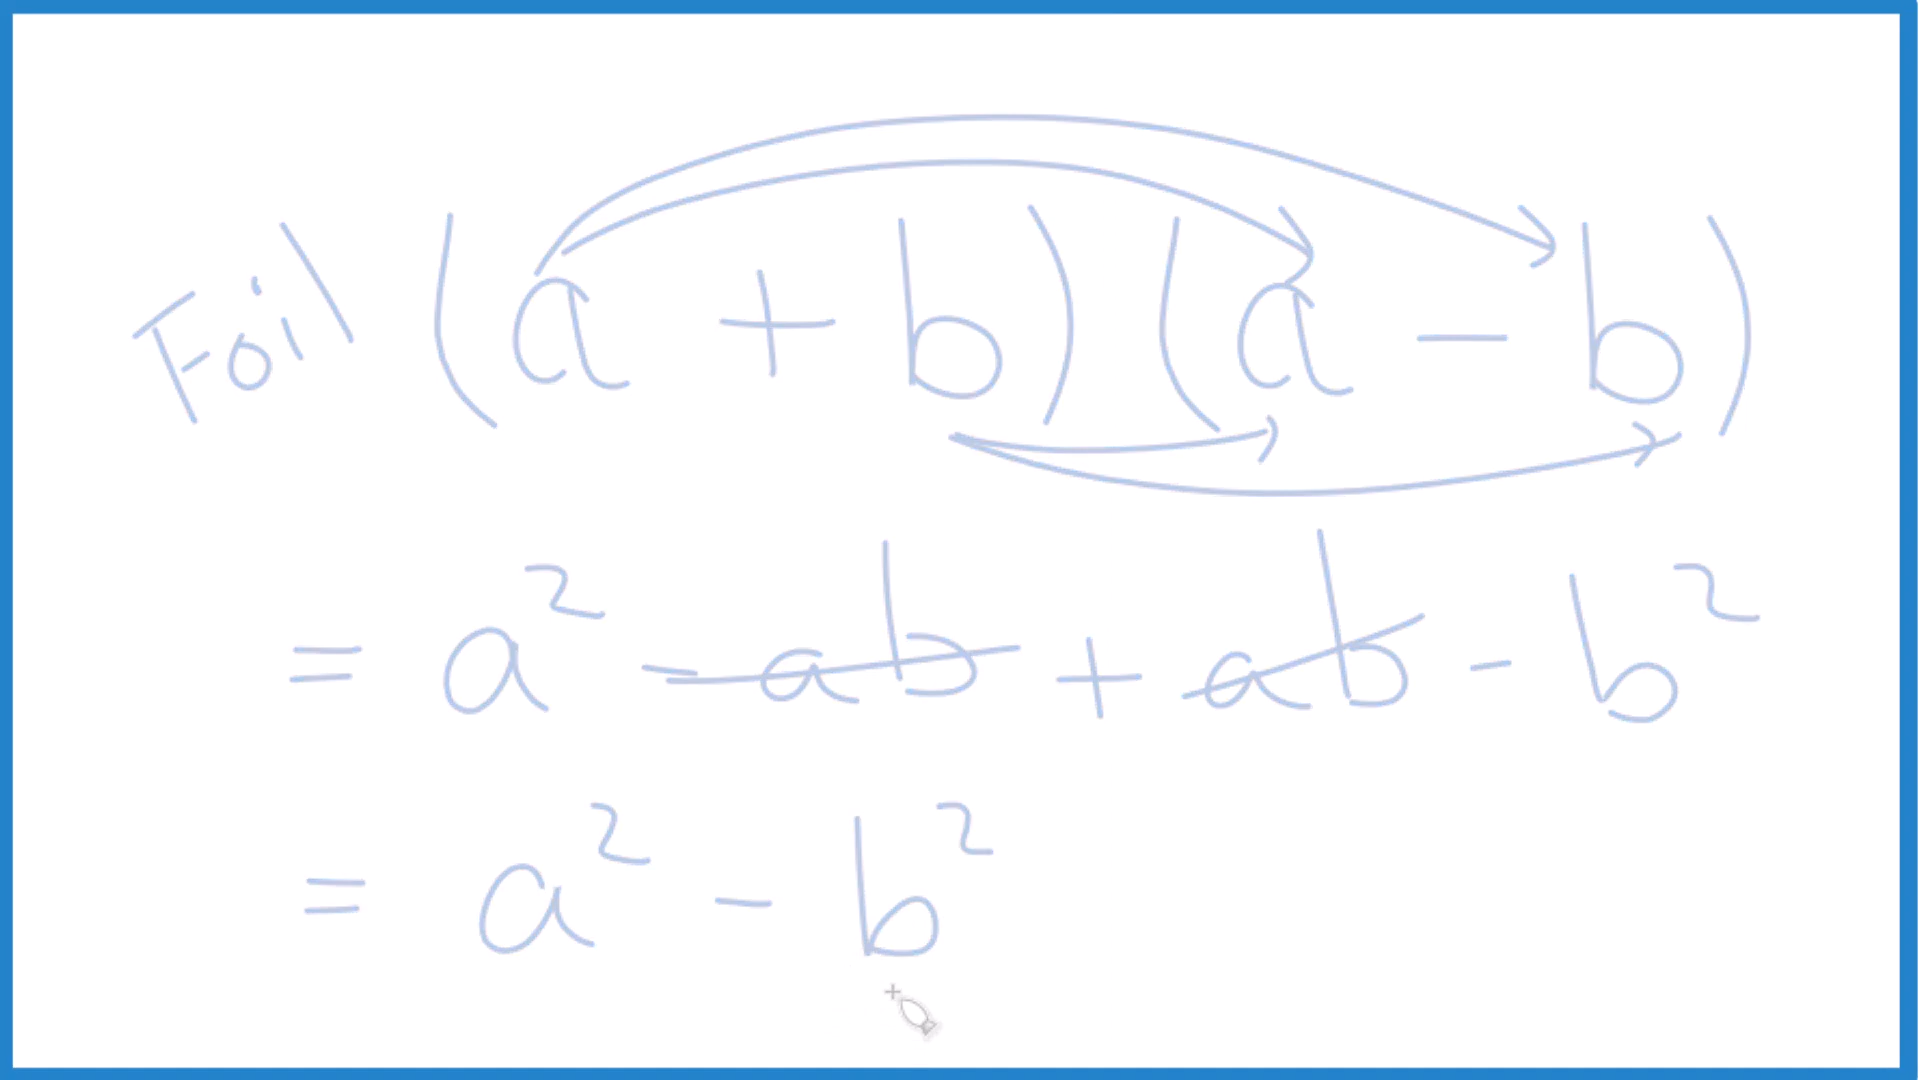 Foil (a + b)(a - b)
= a² - ab + ab - b²
= a² - b²